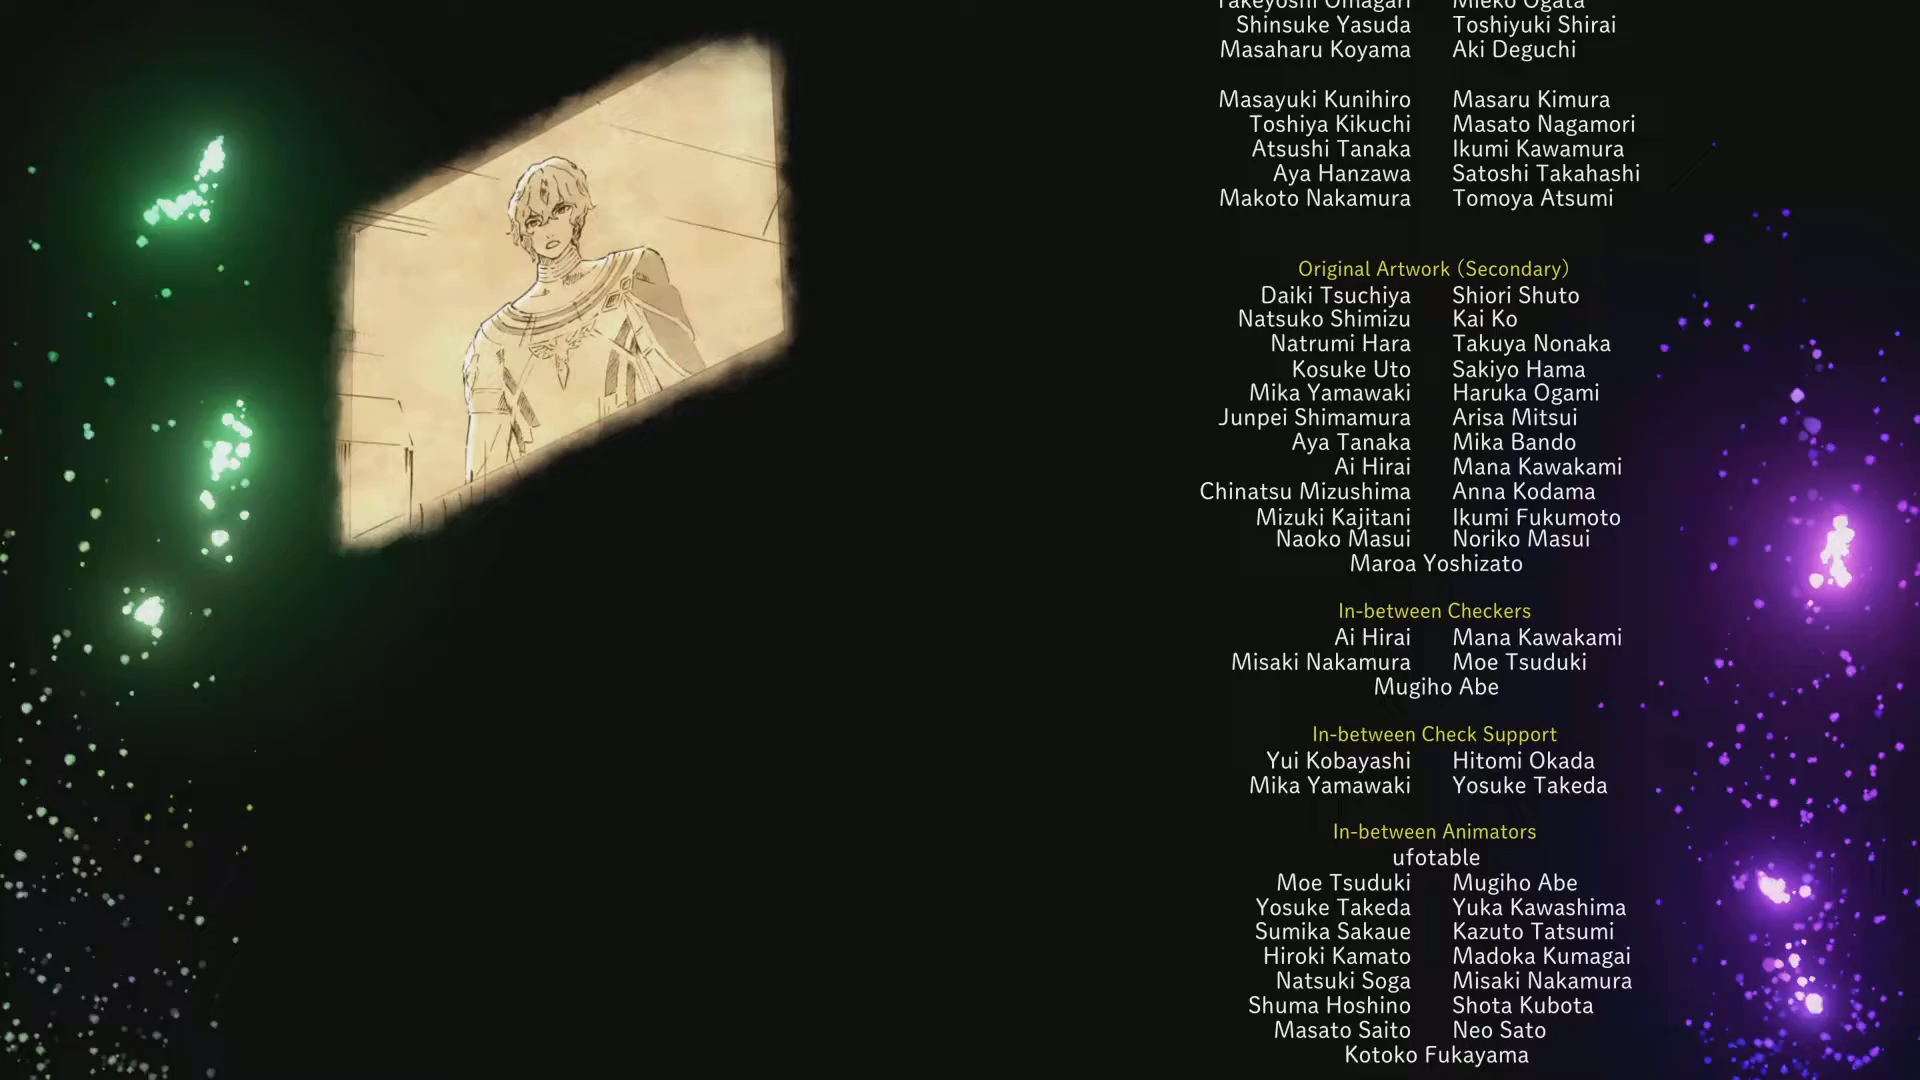 Takeyoshi Omagari Mieko Ogata
Shinsuke Yasuda Toshiyuki Shirai
Masaharu Koyama Aki Deguchi
Masayuki Kunihiro Masaru Kimura
Toshiya Kikuchi Masato Nagamori
Atsushi Tanaka Ikumi Kawamura
Aya Hanzawa Satoshi Takahashi
Makoto Nakamura Tomoya Atsumi
Original Artwork (Secondary)
Daiki Tsuchiya Shiori Shuto
Natsuko Shimizu Kai Ko
Natrumi Hara Takuya Nonaka
Kosuke Uto Sakiyo Hama
Mika Yamawaki Haruka Ogami
Junpei Shimamura Arisa Mitsui
Aya Tanaka Mika Bando
Ai Hirai Mana Kawakami
Chinatsu Mizushima Anna Kodama
Mizuki Kajitani Ikumi Fukumoto
Naoko Masui Noriko Masui
Maroa Yoshizato
In-between Checkers
Ai Hirai Mana Kawakami
Misaki Nakamura Moe Tsuduki
Mugiho Abe
In-between Check Support
Yui Kobayashi Hitomi Okada
Mika Yamawaki Yosuke Takeda
In-between Animators
ufotable
Moe Tsuduki Mugiho Abe
Yosuke Takeda Yuka Kawashima
Sumika Sakaue Kazuto Tatsumi
Hiroki Kamato Madoka Kumagai
Natsuki Soga Misaki Nakamura
Shuma Hoshino Shota Kubota
Masato Saito Neo Sato
Kotoko Fukayama